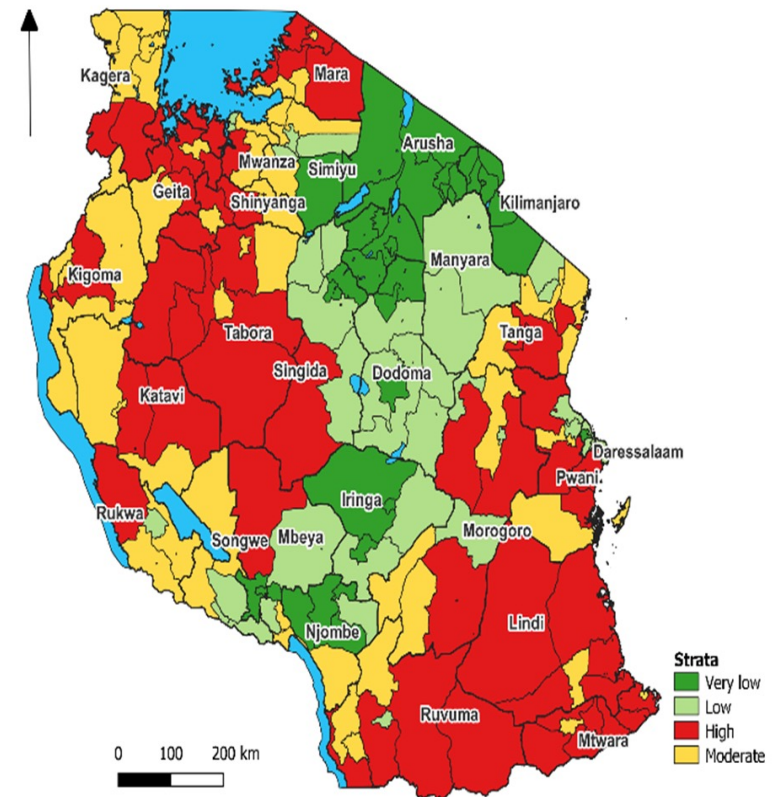 Kagera
Mara
Arusha
Mwanza
Simiyu
Geita
Shinyanga
Kilimanjaro
Manyara
Kigoma
Tabora
Tanga
Singida
Dodoma
Katavi
Daressalaam
Pwani
Iringa
Rukwa
Songwe
Mbeya
Morogoro
Njombe
Lindi
Ruvuma
Mtwara
Strata
Very low
Low
High
Moderate
0 100 200 km